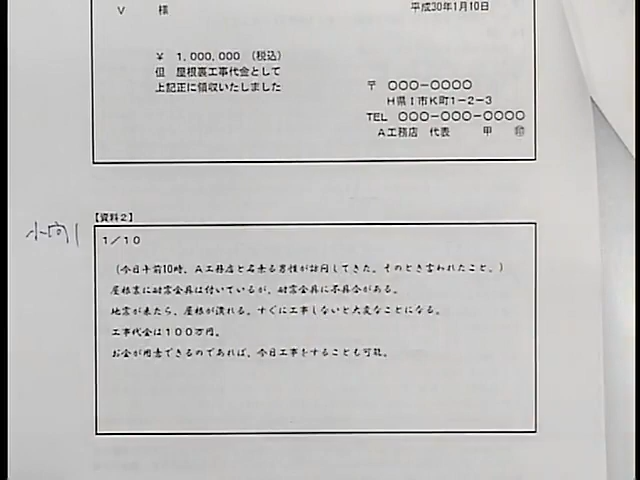 V 様
平成30年1月10日
¥ 1,000,000 (税込)
但 屋根裏工事代金として
上記正に領収いたしました
〒 〇〇〇-〇〇〇〇
H県I市K町1-2-3
TEL 〇〇〇-〇〇〇-〇〇〇〇
A工務店 代表 甲 ㊞
【資料2】
小問1
1/10
(今日午前10時、A工務店と名乗る男性が訪問してきた。そのとき言われたこと。)
屋根裏に耐震金具は付いているが、耐震金具に不具合がある。
地震が来たら、屋根が潰れる。すぐに工事しないと大変なことになる。
工事代金は100万円。
お金が用意できるのであれば、今日工事をすることも可能。